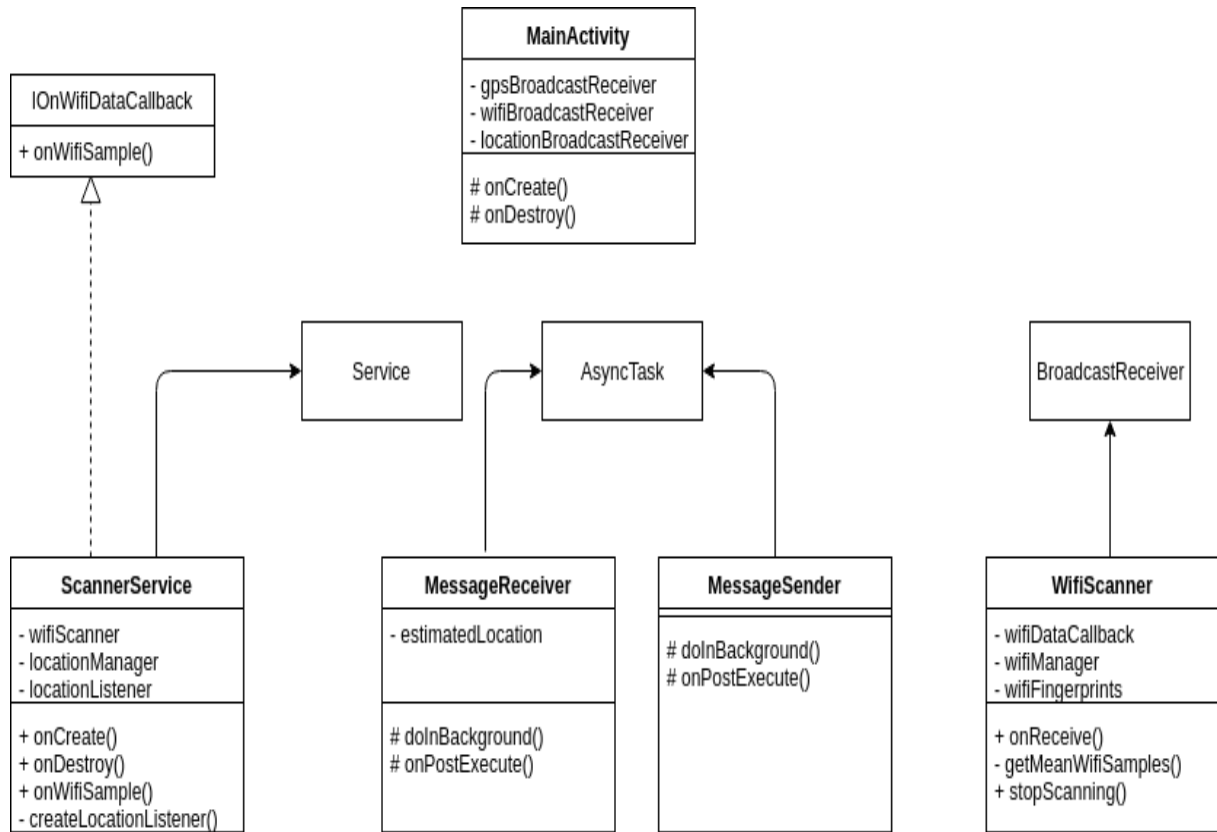 MainActivity
- gpsBroadcastReceiver
- wifiBroadcastReceiver
- locationBroadcastReceiver
# onCreate()
# onDestroy()
IOnWifiDataCallback
+ onWifiSample()
Service
AsyncTask
BroadcastReceiver
ScannerService
- wifiScanner
- locationManager
- locationListener
+ onCreate()
+ onDestroy()
+ onWifiSample()
- createLocationListener()
MessageReceiver
- estimatedLocation
# doInBackground()
# onPostExecute()
MessageSender
# doInBackground()
# onPostExecute()
WifiScanner
- wifiDataCallback
- wifiManager
- wifiFingerprints
+ onReceive()
- getMeanWifiSamples()
+ stopScanning()